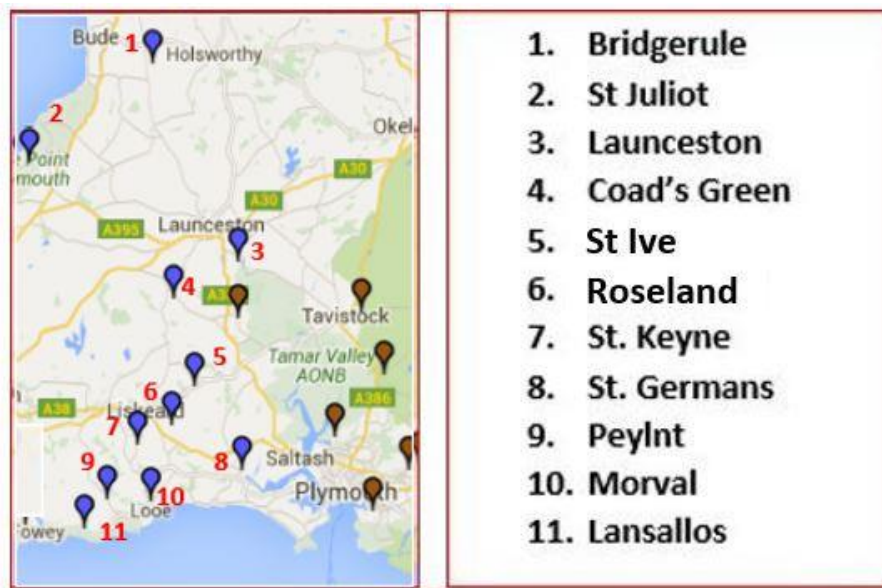 Bude
1
Holsworthy
2
Okel
Point
mouth
A30
A30
A395
Launceston
3
4
A3
Tavistock
5
Tamar Valley
AONB
6
A38
Liskeard
A386
7
8
Saltash
9
Plymouth
10
Looe
Fowey
11
1. Bridgerule
2. St Juliot
3. Launceston
4. Coad's Green
5. St Ive
6. Roseland
7. St. Keyne
8. St. Germans
9. Peylnt
10. Morval
11. Lansallos